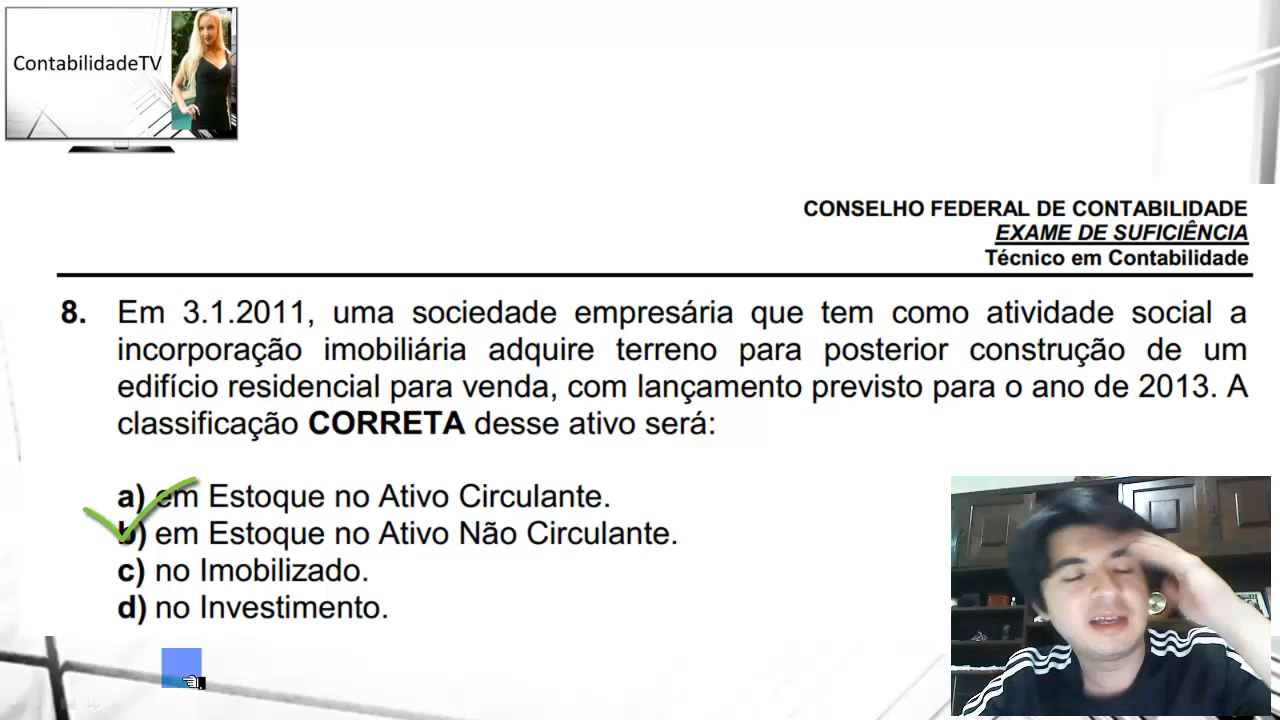 ContabilidadeTV
CONSELHO FEDERAL DE CONTABILIDADE
EXAME DE SUFICIÊNCIA
Técnico em Contabilidade
8. Em 3.1.2011, uma sociedade empresária que tem como atividade social a
incorporação imobiliária adquire terreno para posterior construção de um
edifício residencial para venda, com lançamento previsto para o ano de 2013. A
classificação CORRETA desse ativo será:
a) em Estoque no Ativo Circulante.
b) em Estoque no Ativo Não Circulante.
c) no Imobilizado.
d) no Investimento.